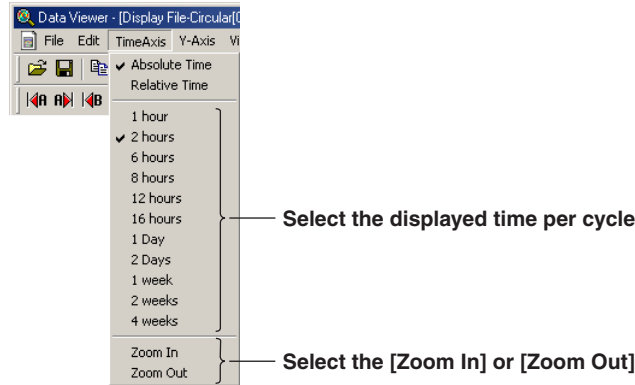 Data Viewer - [Display File-Circular[
File Edit TimeAxis Y-Axis Vi
Absolute Time
Relative Time
A A B
1 hour
2 hours
6 hours
8 hours
12 hours
16 hours
Select the displayed time per cycle
1 Day
2 Days
1 week
2 weeks
4 weeks
Zoom In
Select the [Zoom In] or [Zoom Out]
Zoom Out